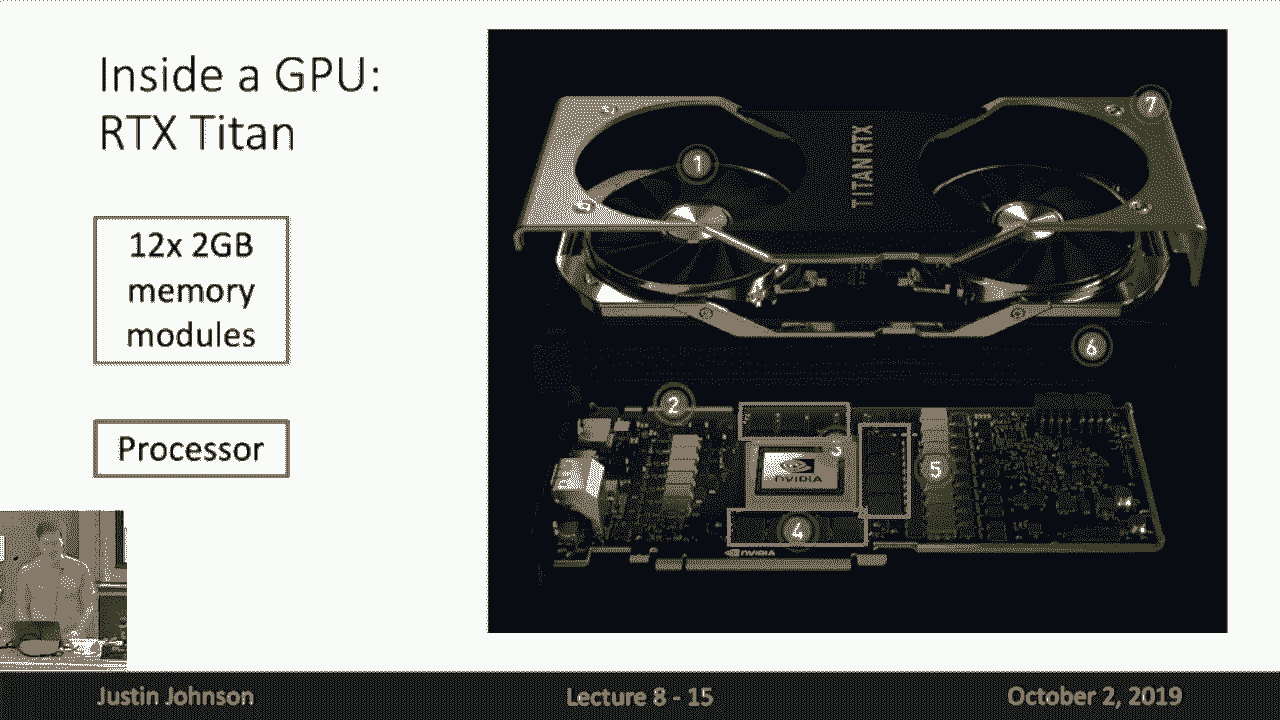 Inside a GPU:
RTX Titan
12x 2GB
memory
modules
Processor
TITAN RTX
1
7
6
2
3
NVIDIA
5
4
NVIDIA
Justin Johnson
Lecture 8 - 15
October 2, 2019